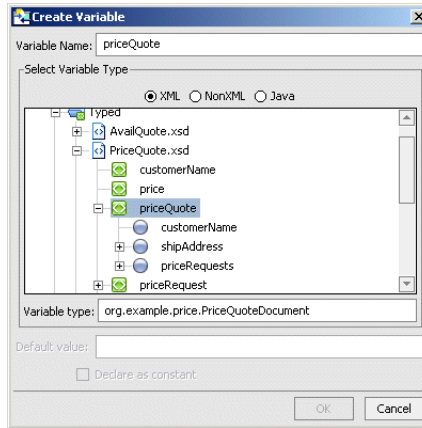 Create Variable
Variable Name: priceQuote
Select Variable Type
XML NonXML Java
Typed
AvailQuote.xsd
PriceQuote.xsd
customerName
price
priceQuote
customerName
shipAddress
priceRequests
priceRequest
Variable type: org.example.price.PriceQuoteDocument
Default value:
Declare as constant
OK Cancel